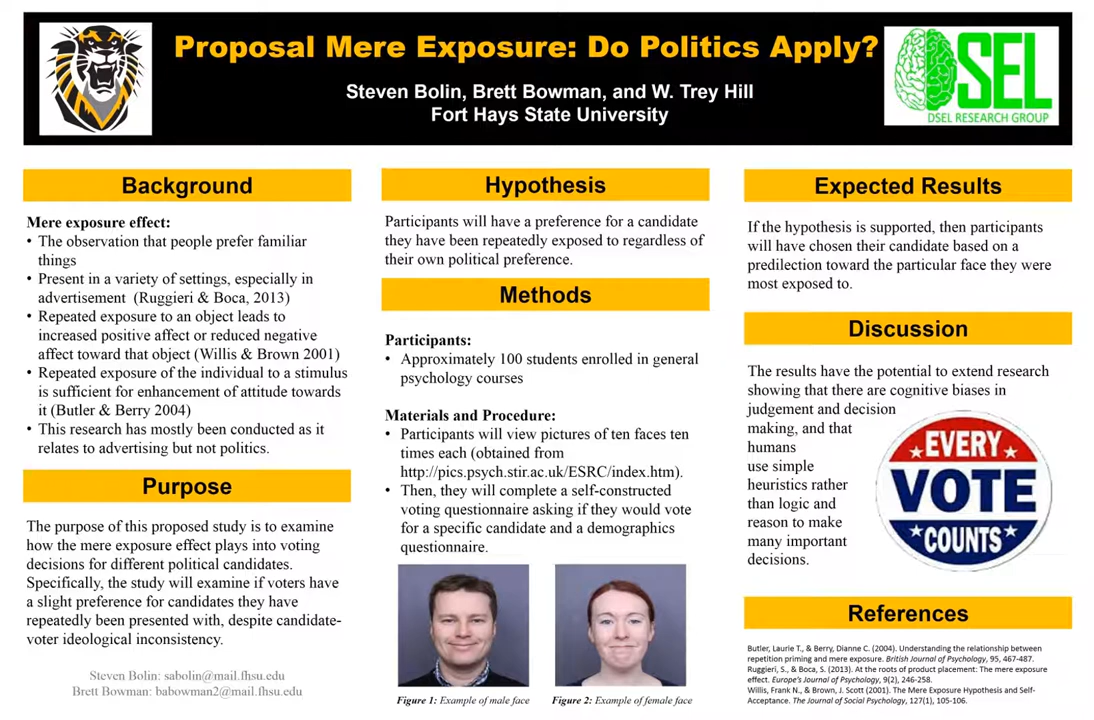 Proposal Mere Exposure: Do Politics Apply?
Steven Bolin, Brett Bowman, and W. Trey Hill
Fort Hays State University
DSEL
DSEL RESEARCH GROUP
Background
Mere exposure effect:
• The observation that people prefer familiar
things
• Present in a variety of settings, especially in
advertisement (Ruggieri & Boca, 2013)
• Repeated exposure to an object leads to
increased positive affect or reduced negative
affect toward that object (Willis & Brown 2001)
• Repeated exposure of the individual to a stimulus
is sufficient for enhancement of attitude towards
it (Butler & Berry 2004)
• This research has mostly been conducted as it
relates to advertising but not politics.
Purpose
The purpose of this proposed study is to examine
how the mere exposure effect plays into voting
decisions for different political candidates.
Specifically, the study will examine if voters have
a slight preference for candidates they have
repeatedly been presented with, despite candidate-
voter ideological inconsistency.
Steven Bolin: sabolin@mail.fhsu.edu
Brett Bowman: babowman2@mail.fhsu.edu
Hypothesis
Participants will have a preference for a candidate
they have been repeatedly exposed to regardless of
their own political preference.
Methods
Participants:
• Approximately 100 students enrolled in general
psychology courses
Materials and Procedure:
• Participants will view pictures of ten faces ten
times each (obtained from
http://pics.psych.stir.ac.uk/ESRC/index.htm).
• Then, they will complete a self-constructed
voting questionnaire asking if they would vote
for a specific candidate and a demographics
questionnaire.
Figure 1: Example of male face
Figure 2: Example of female face
Expected Results
If the hypothesis is supported, then participants
will have chosen their candidate based on a
predilection toward the particular face they were
most exposed to.
Discussion
The results have the potential to extend research
showing that there are cognitive biases in
judgement and decision
making, and that
humans
use simple
heuristics rather
than logic and
reason to make
many important
decisions.
EVERY
VOTE
COUNTS
References
Butler, Laurie T., & Berry, Dianne C. (2004). Understanding the relationship between
repetition priming and mere exposure. British Journal of Psychology, 95, 467-487.
Ruggieri, S., & Boca, S. (2013). At the roots of product placement: The mere exposure
effect. Europe's Journal of Psychology, 9(2), 246-258.
Willis, Frank N., & Brown, J. Scott (2001). The Mere Exposure Hypothesis and Self-
Acceptance. The Journal of Social Psychology, 127(1), 105-106.